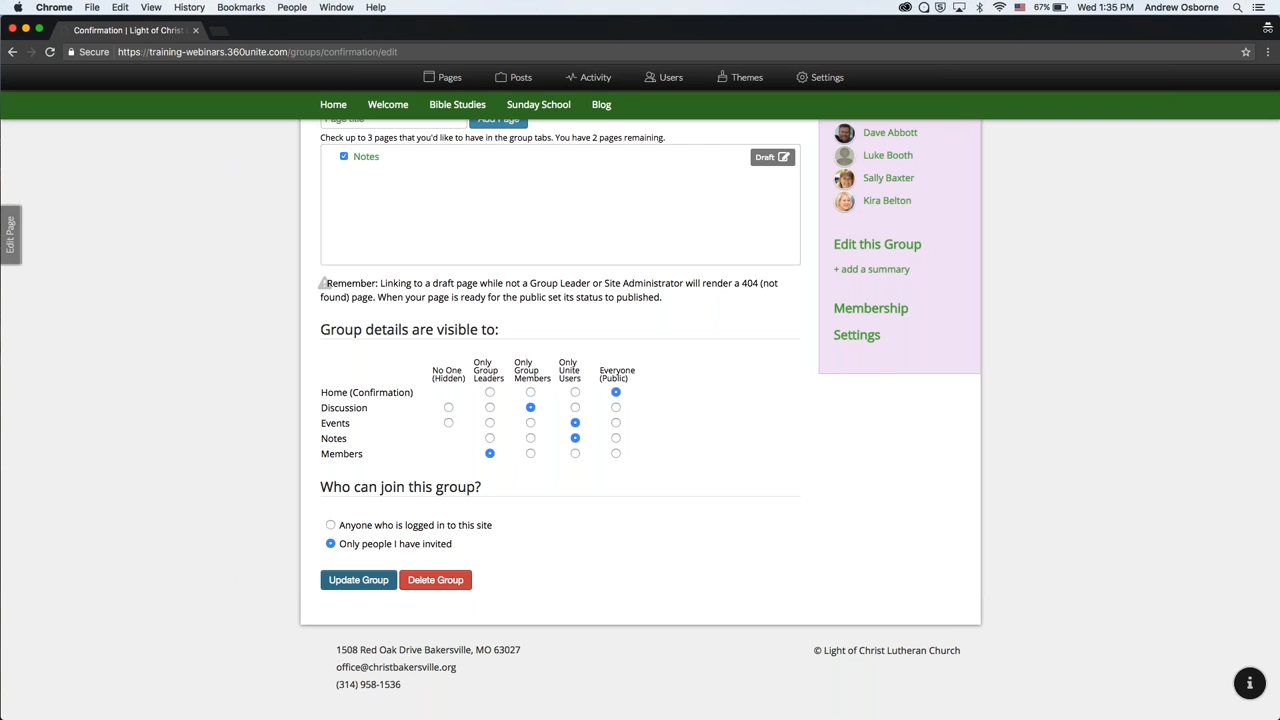 Chrome File Edit View History Bookmarks People Window Help 67% Wed 1:35 PM Andrew Osborne
Confirmation | Light of Christ
Secure https://training-webinars.360unite.com/groups/confirmation/edit
Pages Posts Activity Users Themes Settings
Home Welcome Bible Studies Sunday School Blog
Page title Add Page
Check up to 3 pages that you'd like to have in the group tabs. You have 2 pages remaining.
Notes Draft
Dave Abbott
Luke Booth
Sally Baxter
Kira Belton
Edit this Group
+ add a summary
Membership
Settings
Edit Page
Remember: Linking to a draft page while not a Group Leader or Site Administrator will render a 404 (not
found) page. When your page is ready for the public set its status to published.
Group details are visible to:
No One (Hidden) Only Group Leaders Only Group Members Only Unite Users Everyone (Public)
Home (Confirmation)
Discussion
Events
Notes
Members
Who can join this group?
Anyone who is logged in to this site
Only people I have invited
Update Group Delete Group
1508 Red Oak Drive Bakersville, MO 63027
office@christbakersville.org
(314) 958-1536
© Light of Christ Lutheran Church